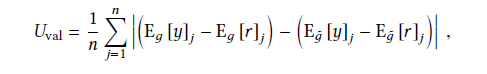 U_val = \frac{1}{n} \sum_{j=1}^{n} \left| \left( \mathrm{E}_g [y]_j - \mathrm{E}_g [r]_j \right) - \left( \mathrm{E}_{\tilde{g}} [y]_j - \mathrm{E}_{\tilde{g}} [r]_j \right) \right| ,